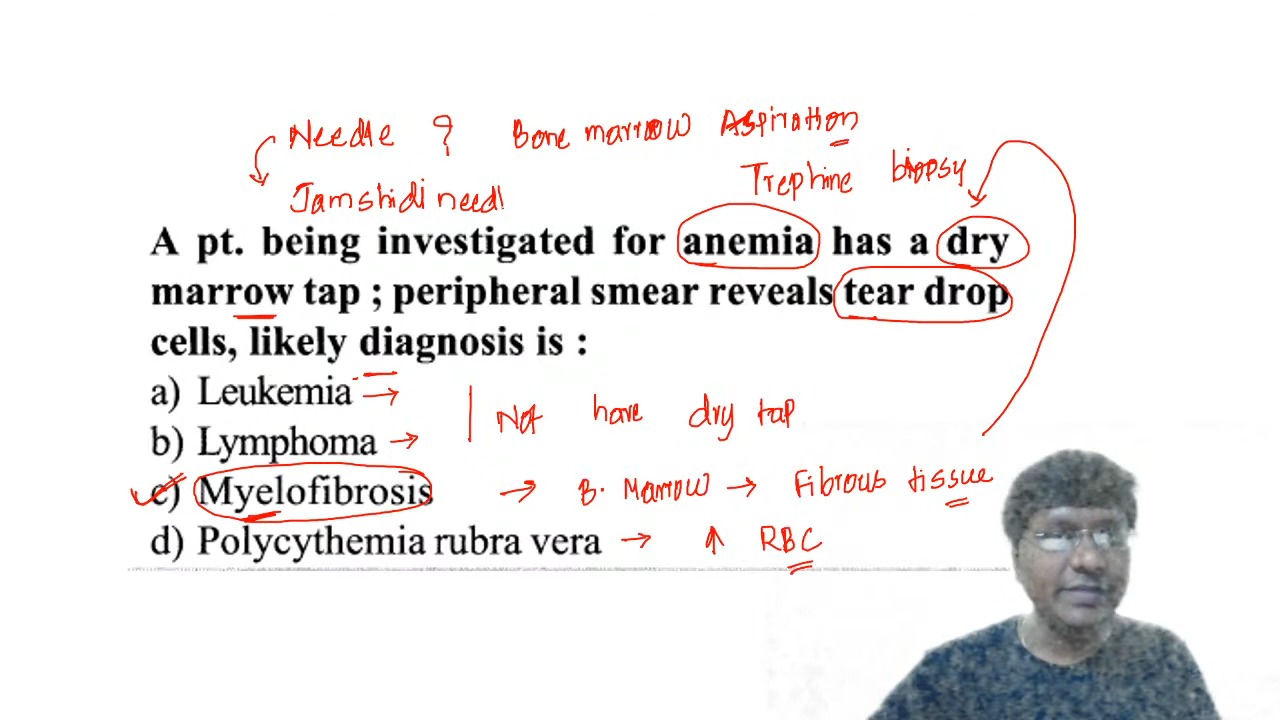 Needle ? Bone marrow Aspiration
Trephine biopsy
Jamshidi needl
A pt. being investigated for anemia has a dry
marrow tap ; peripheral smear reveals tear drop
cells, likely diagnosis is :
a) Leukemia →
Not have dry tap
b) Lymphoma →
c) Myelofibrosis → B. Marrow → Fibrous tissue
d) Polycythemia rubra vera → ↑ RBC